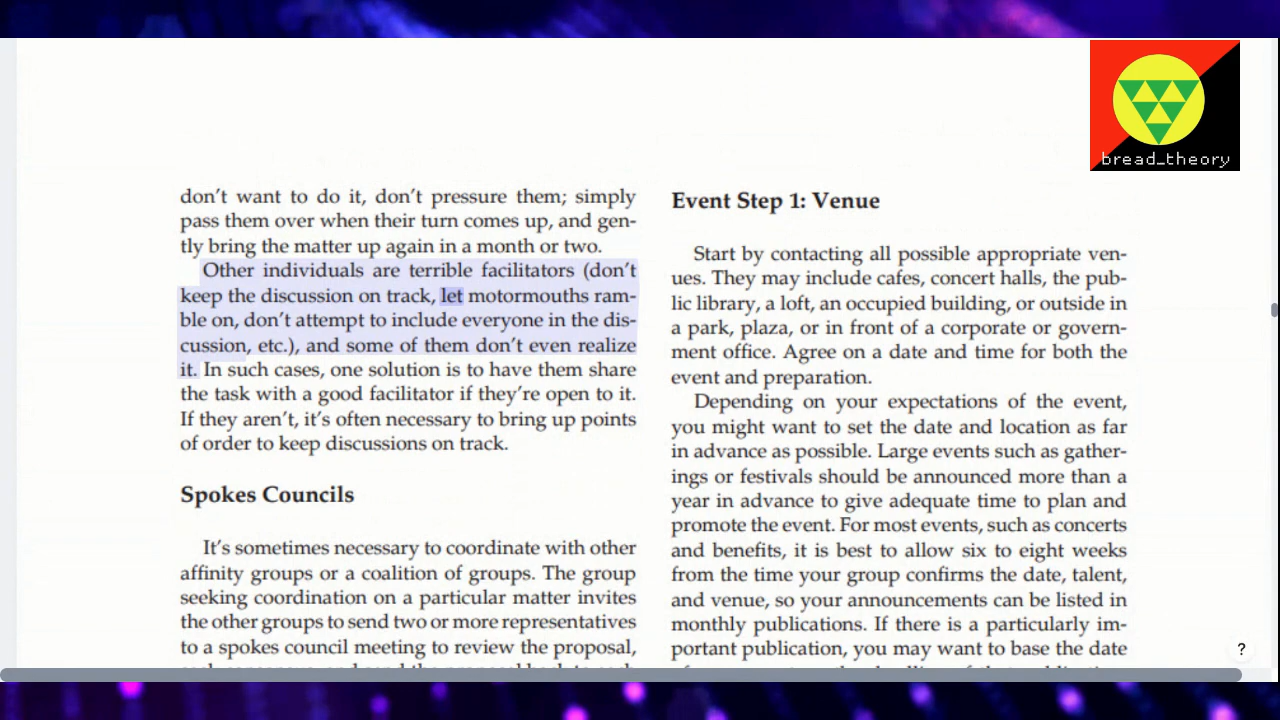 bread_theory
don't want to do it, don't pressure them; simply
pass them over when their turn comes up, and gen-
tly bring the matter up again in a month or two.
Other individuals are terrible facilitators (don't
keep the discussion on track, let motormouths ram-
ble on, don't attempt to include everyone in the dis-
cussion, etc.), and some of them don't even realize
it. In such cases, one solution is to have them share
the task with a good facilitator if they're open to it.
If they aren't, it's often necessary to bring up points
of order to keep discussions on track.
Spokes Councils
It's sometimes necessary to coordinate with other
affinity groups or a coalition of groups. The group
seeking coordination on a particular matter invites
the other groups to send two or more representatives
to a spokes council meeting to review the proposal,
Event Step 1: Venue
Start by contacting all possible appropriate ven-
ues. They may include cafes, concert halls, the pub-
lic library, a loft, an occupied building, or outside in
a park, plaza, or in front of a corporate or govern-
ment office. Agree on a date and time for both the
event and preparation.
Depending on your expectations of the event,
you might want to set the date and location as far
in advance as possible. Large events such as gather-
ings or festivals should be announced more than a
year in advance to give adequate time to plan and
promote the event. For most events, such as concerts
and benefits, it is best to allow six to eight weeks
from the time your group confirms the date, talent,
and venue, so your announcements can be listed in
monthly publications. If there is a particularly im-
portant publication, you may want to base the date
?